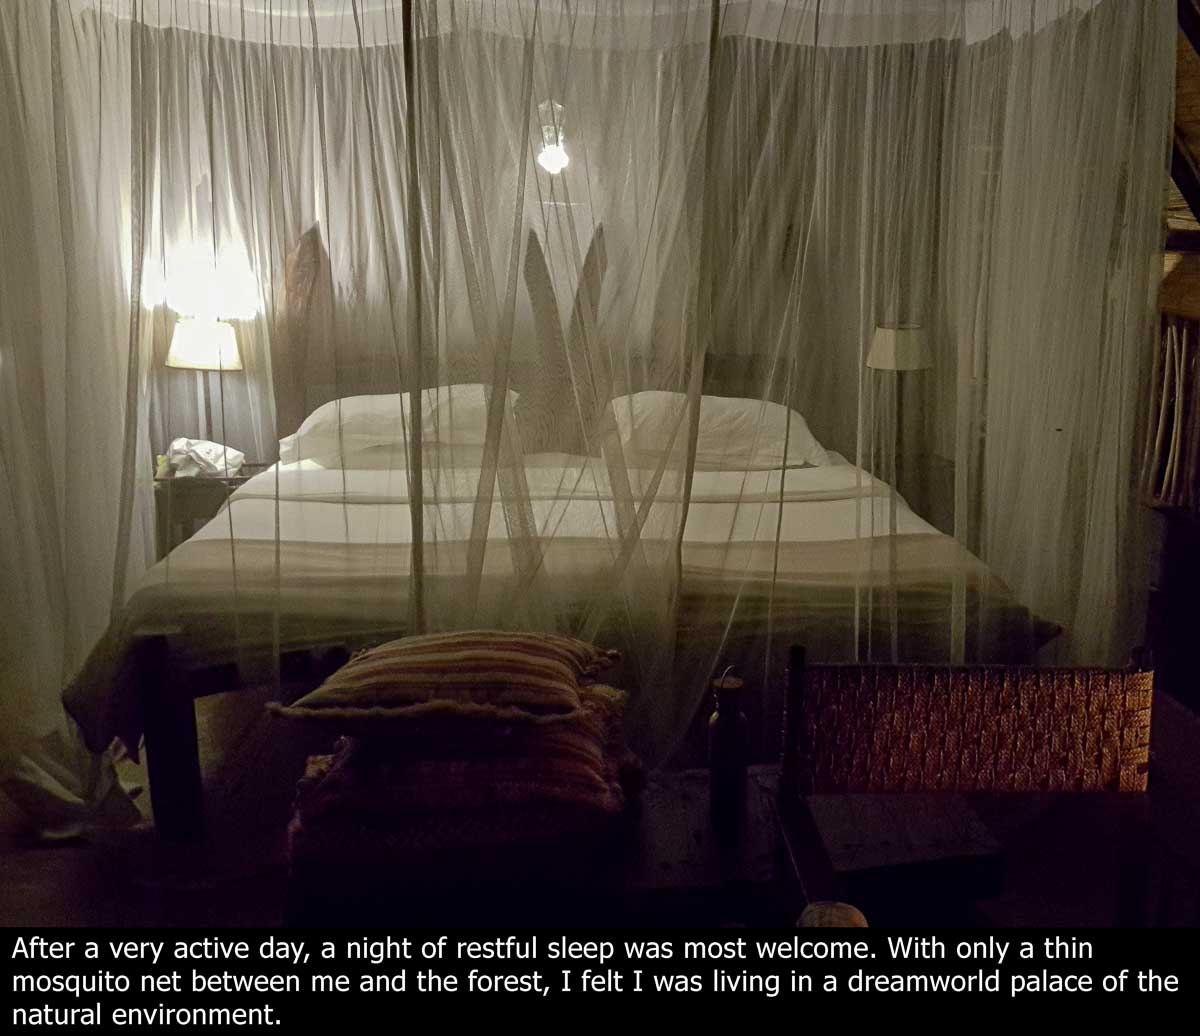 After a very active day, a night of restful sleep was most welcome. With only a thin
mosquito net between me and the forest, I felt I was living in a dreamworld palace of the
natural environment.